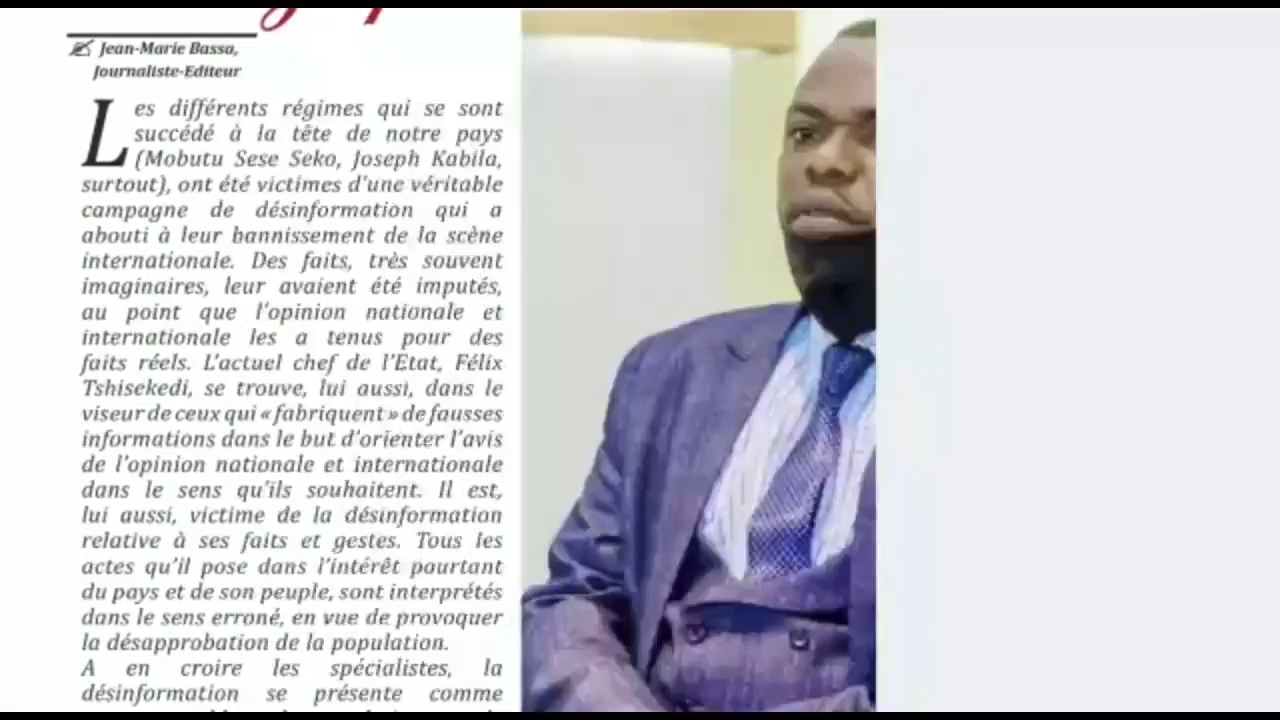 Jean-Marie Bassa,
Journaliste-Editeur
Les différents régimes qui se sont
succédé à la tête de notre pays
(Mobutu Sese Seko, Joseph Kabila,
surtout), ont été victimes d'une véritable
campagne de désinformation qui a
abouti à leur bannissement de la scène
internationale. Des faits, très souvent
imaginaires, leur avaient été imputés,
au point que l'opinion nationale et
internationale les a tenus pour des
faits réels. L'actuel chef de l'Etat, Félix
Tshisekedi, se trouve, lui aussi, dans le
viseur de ceux qui « fabriquent » de fausses
informations dans le but d'orienter l'avis
de l'opinion nationale et internationale
dans le sens qu'ils souhaitent. Il est,
lui aussi, victime de la désinformation
relative à ses faits et gestes. Tous les
actes qu'il pose dans l'intérêt pourtant
du pays et de son peuple, sont interprétés
dans le sens erroné, en vue de provoquer
la désapprobation de la population.
A en croire les spécialistes, la
désinformation se présente comme